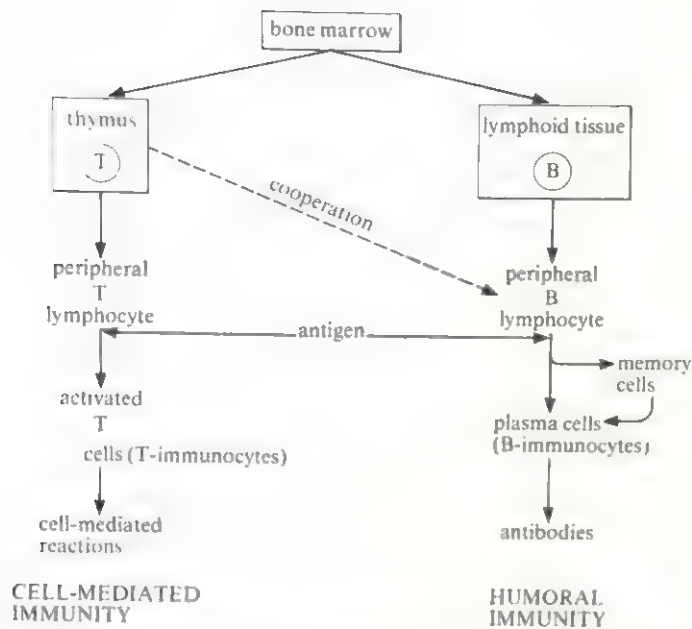 bone marrow
thymus
T
lymphoid tissue
B
cooperation
peripheral
T
lymphocyte
peripheral
B
lymphocyte
antigen
memory
cells
activated
T
cells (T-immunocytes)
plasma cells
(B-immunocytes)
cell-mediated
reactions
antibodies
CELL-MEDIATED
IMMUNITY
HUMORAL
IMMUNITY